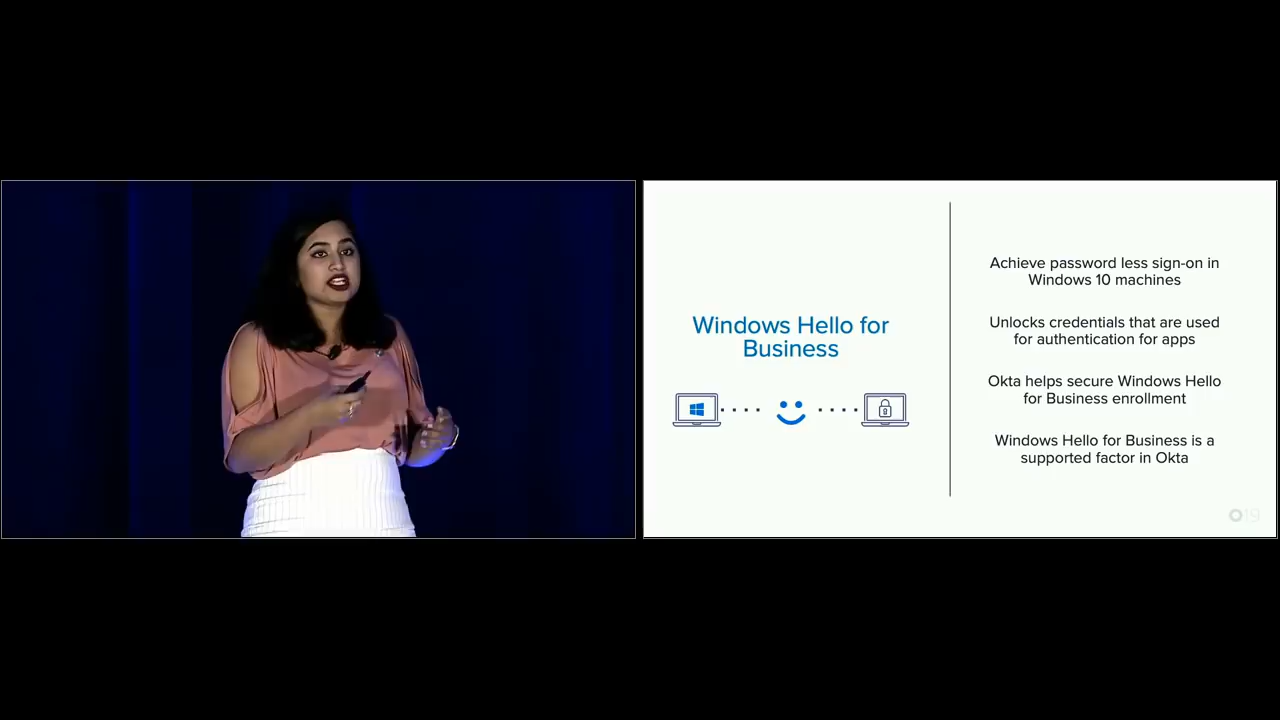 Windows Hello for
Business
Achieve password less sign-on in
Windows 10 machines
Unlocks credentials that are used
for authentication for apps
Okta helps secure Windows Hello
for Business enrollment
Windows Hello for Business is a
supported factor in Okta
O19